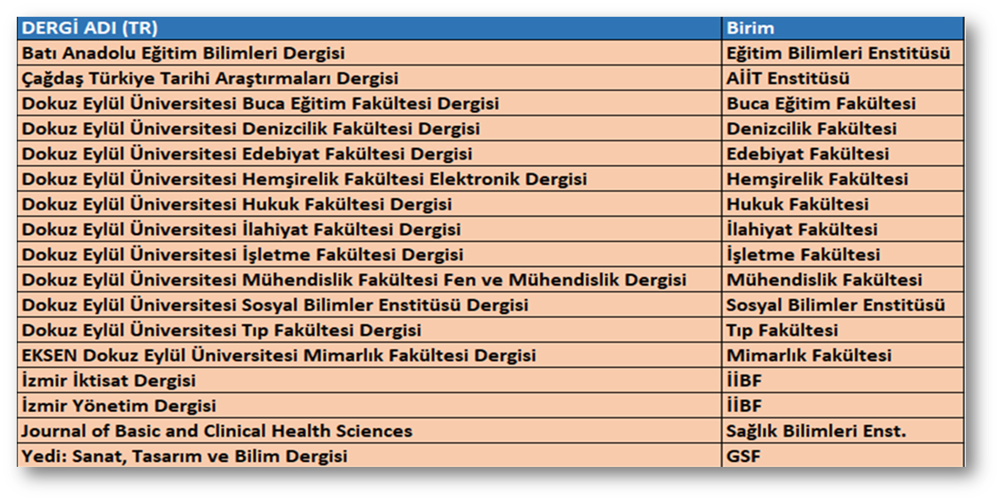 DERGİ ADI (TR) Birim
Batı Anadolu Eğitim Bilimleri Dergisi Eğitim Bilimleri Enstitüsü
Çağdaş Türkiye Tarihi Araştırmaları Dergisi AİİT Enstitüsü
Dokuz Eylül Üniversitesi Buca Eğitim Fakültesi Dergisi Buca Eğitim Fakültesi
Dokuz Eylül Üniversitesi Denizcilik Fakültesi Dergisi Denizcilik Fakültesi
Dokuz Eylül Üniversitesi Edebiyat Fakültesi Dergisi Edebiyat Fakültesi
Dokuz Eylül Üniversitesi Hemşirelik Fakültesi Elektronik Dergisi Hemşirelik Fakültesi
Dokuz Eylül Üniversitesi Hukuk Fakültesi Dergisi Hukuk Fakültesi
Dokuz Eylül Üniversitesi İlahiyat Fakültesi Dergisi İlahiyat Fakültesi
Dokuz Eylül Üniversitesi İşletme Fakültesi Dergisi İşletme Fakültesi
Dokuz Eylül Üniversitesi Mühendislik Fakültesi Fen ve Mühendislik Dergisi Mühendislik Fakültesi
Dokuz Eylül Üniversitesi Sosyal Bilimler Enstitüsü Dergisi Sosyal Bilimler Enstitüsü
Dokuz Eylül Üniversitesi Tıp Fakültesi Dergisi Tıp Fakültesi
EKSEN Dokuz Eylül Üniversitesi Mimarlık Fakültesi Dergisi Mimarlık Fakültesi
İzmir İktisat Dergisi İİBF
İzmir Yönetim Dergisi İİBF
Journal of Basic and Clinical Health Sciences Sağlık Bilimleri Enst.
Yedi: Sanat, Tasarım ve Bilim Dergisi GSF